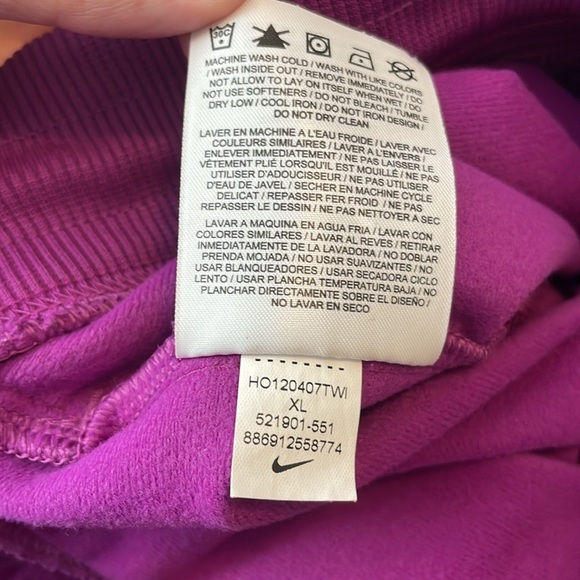 30C
MACHINE WASH COLD / WASH WITH LIKE COLORS
/ WASH INSIDE OUT / REMOVE IMMEDIATELY / DO
NOT ALLOW TO LAY ON ITSELF WHEN WET / DO
NOT USE SOFTENERS / DO NOT BLEACH / TUMBLE
DRY LOW / COOL IRON / DO NOT IRON DESIGN /
DO NOT DRY CLEAN
LAVER EN MACHINE A L'EAU FROIDE / LAVER AVEC
COULEURS SIMILAIRES / LAVER A L'ENVERS /
ENLEVER IMMEDIATEMENT / NE PAS LAISSER LE
VÊTEMENT PLIÉ LORSQU'IL EST MOUILLÉ / NE PAS
UTILISER D'ADOUCISSEUR / NE PAS UTILISER
D'EAU DE JAVEL / SECHER EN MACHINE CYCLE
DELICAT / REPASSER FER FROID / NE PAS
REPASSER LE DESSIN / NE PAS NETTOYER A SEC
LAVAR A MAQUINA EN AGUA FRIA / LAVAR CON
COLORES SIMILARES / LAVAR AL REVES / RETIRAR
INMEDIATAMENTE DE LA LAVADORA / NO DOBLAR
PRENDA MOJADA / NO USAR SUAVIZANTES / NO
USAR BLANQUEADORES / USAR SECADORA CICLO
LENTO / USAR PLANCHA TEMPERATURA BAJA / NO
PLANCHAR DIRECTAMENTE SOBRE EL DISEÑO /
NO LAVAR EN SECO
HO120407TWI
XL
521901-551
886912558774